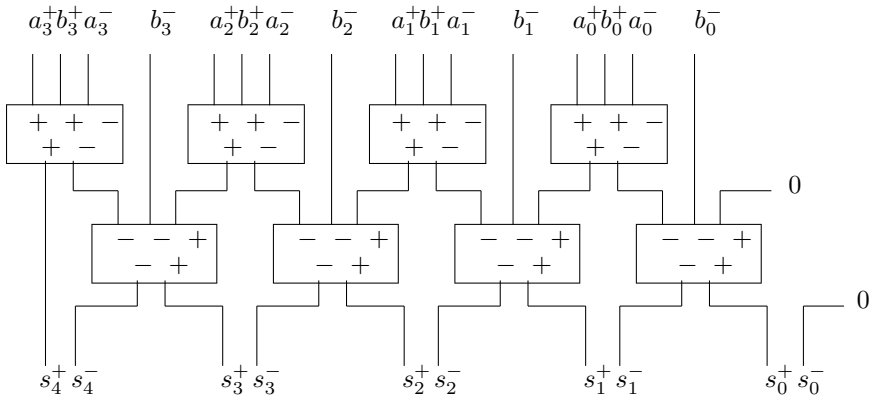 a₃⁺b₃⁺a₃⁻ b₃⁻ a₂⁺b₂⁺a₂⁻ b₂⁻ a₁⁺b₁⁺a₁⁻ b₁⁻ a₀⁺b₀⁺a₀⁻ b₀⁻
+ + − + + − + + − + + −
+ − + − + − + −
0
− − + − − + − − + − − +
− + − + − + − +
0
s₄⁺ s₄⁻ s₃⁺ s₃⁻ s₂⁺ s₂⁻ s₁⁺ s₁⁻ s₀⁺ s₀⁻